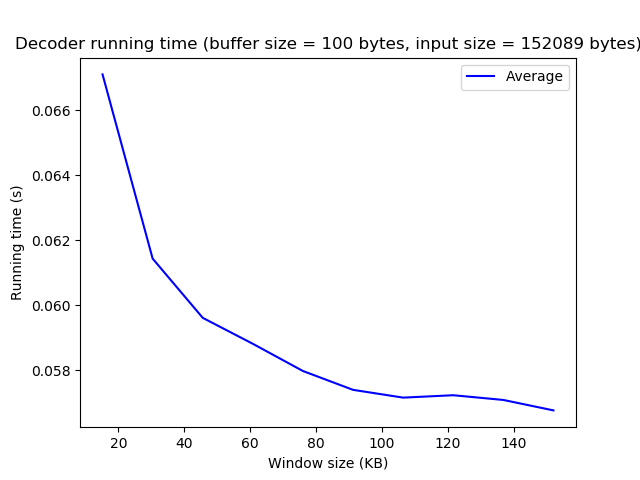 Decoder running time (buffer size = 100 bytes, input size = 152089 bytes)
Average
0.066
0.064
0.062
0.060
0.058
Running time (s)
20 40 60 80 100 120 140
Window size (KB)